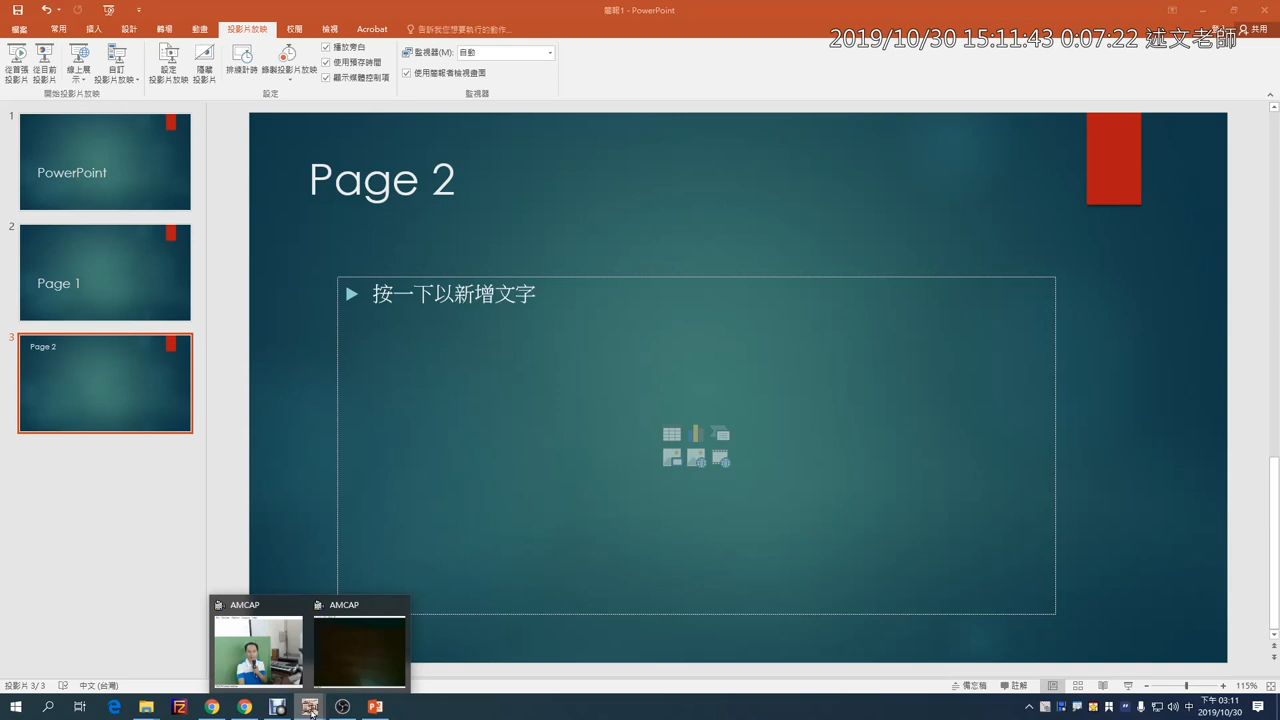 簡報1 - PowerPoint
檔案 常用 插入 設計 轉場 動畫 投影片放映 校閱 檢視 Acrobat 告訴我您想要執行的動作... 登入 共用
2019/10/30 15:11:43 0:07:22 述文老師
從首張投影片
從目前投影片
線上展示
自訂投影片放映
設定投影片放映
隱藏投影片
排練計時
錄製投影片放映
播放旁白
使用預存時間
顯示媒體控制項
監視器(M): 自動
使用簡報者檢視畫面
開始投影片放映 設定 監視器
1
PowerPoint
2
Page 1
3
Page 2
Page 2
按一下以新增文字
AMCAP AMCAP
投影片 3/3 中文 (台灣) 備忘稿 註解 115%
下午 03:11
中
2019/10/30